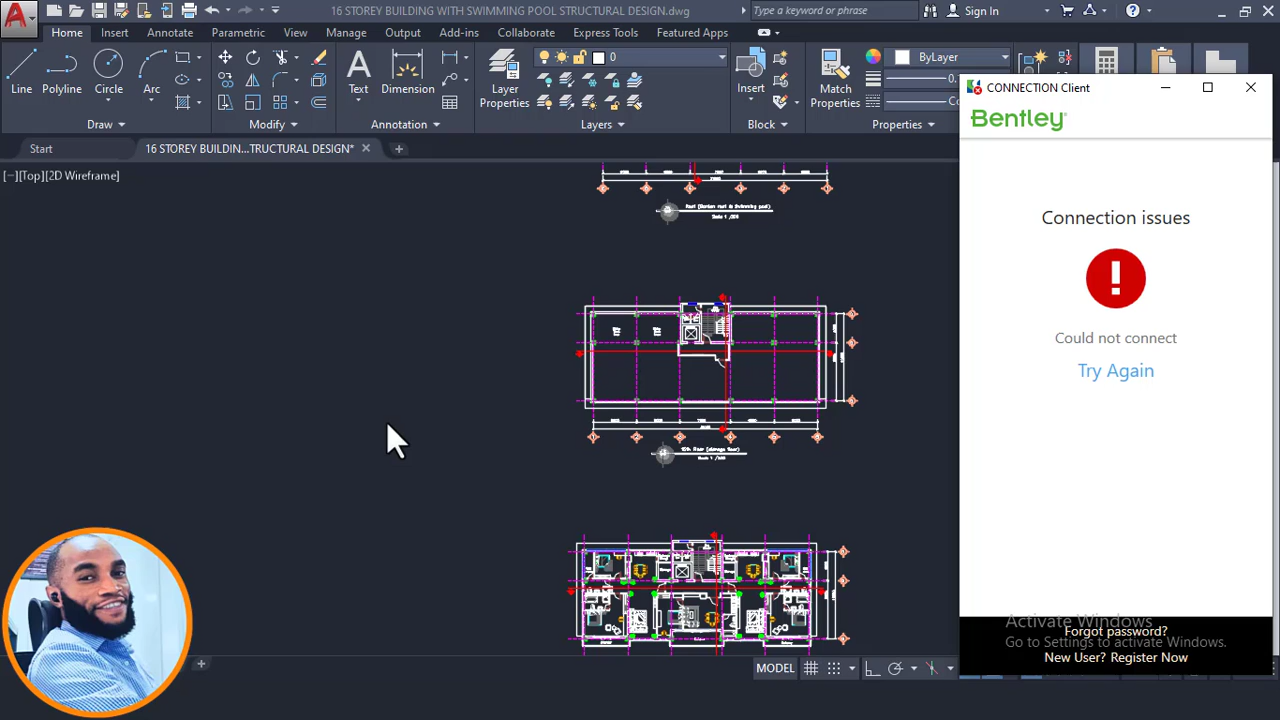 16 STOREY BUILDING WITH SWIMMING POOL STRUCTURAL DESIGN.dwg
Type a keyword or phrase
Sign In
Home Insert Annotate Parametric View Manage Output Add-ins Collaborate Express Tools Featured Apps
Line Polyline Circle Arc
Text Dimension
Layer Properties
0
Insert
Match Properties
ByLayer
Draw Modify Annotation Layers Block Properties
Start
16 STOREY BUILDIN...TRUCTURAL DESIGN*
[−][Top][2D Wireframe]
CONNECTION Client
Bentley
Connection issues
!
Could not connect
Try Again
Activate Windows
Go to Settings to activate Windows.
Forgot password?
New User? Register Now
MODEL